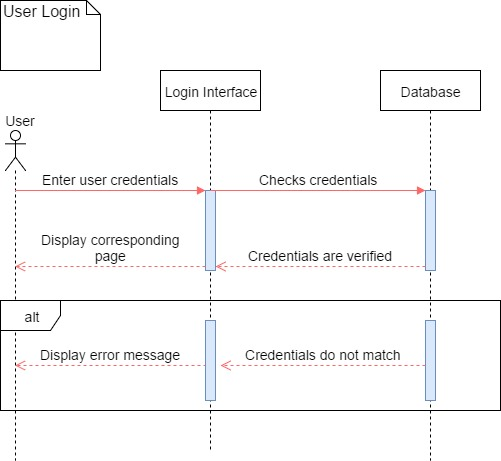 User Login
Login Interface
Database
User
Enter user credentials
Checks credentials
Display corresponding
page
Credentials are verified
alt
Display error message
Credentials do not match